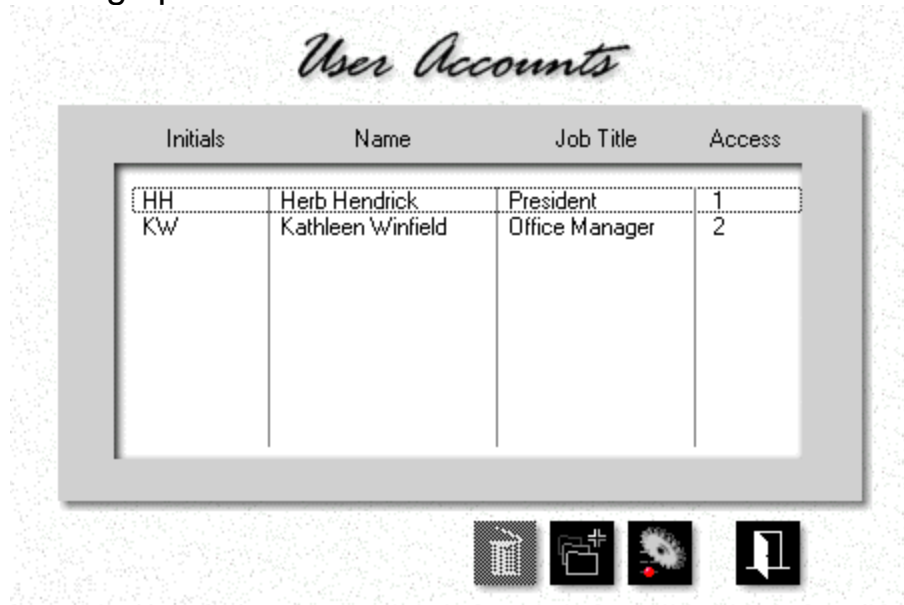 User Accounts
Initials Name Job Title Access
HH Herb Hendrick President 1
KW Kathleen Winfield Office Manager 2